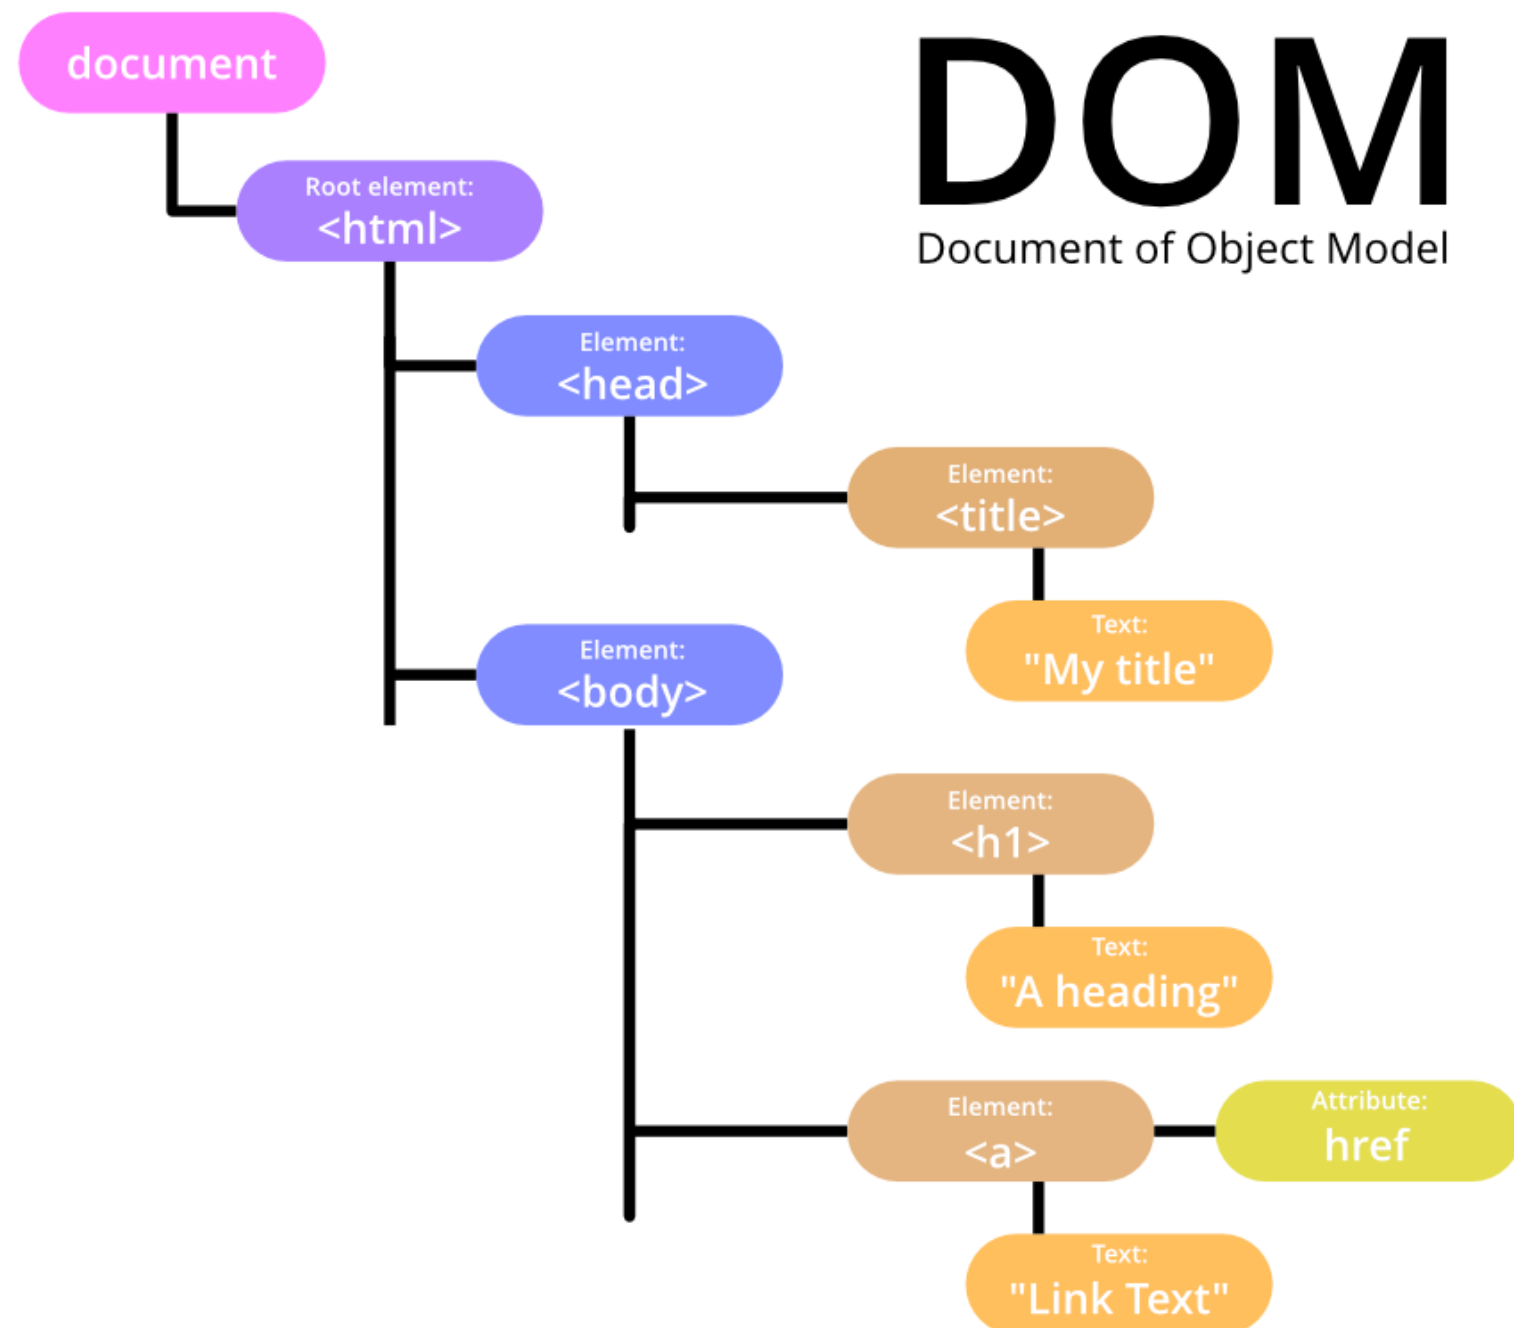 document
DOM
Document of Object Model
Root element:
<html>
Element:
<head>
Element:
<title>
Text:
"My title"
Element:
<body>
Element:
<h1>
Text:
"A heading"
Element:
<a>
Attribute:
href
Text:
"Link Text"